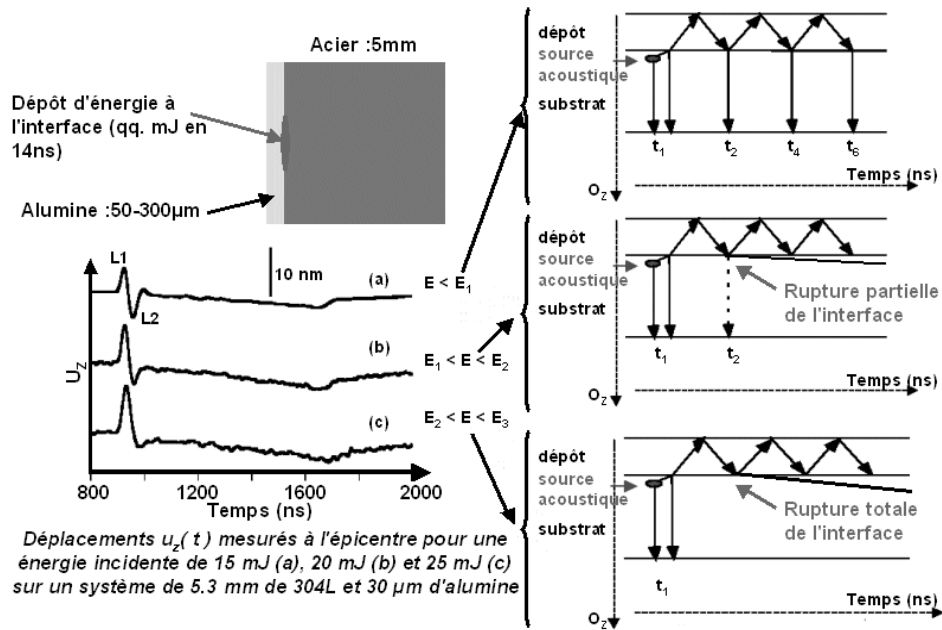 Acier :5mm
Dépôt d'énergie à
l'interface (qq. mJ en
14ns)
Alumine :50-300µm
L1
L2
10 nm
(a)
(b)
(c)
E < E1
E1 < E < E2
E2 < E < E3
UZ
800
1200
1600
2000
Temps (ns)
Déplacements uz( t ) mesurés à l'épicentre pour une
énergie incidente de 15 mJ (a), 20 mJ (b) et 25 mJ (c)
sur un système de 5.3 mm de 304L et 30 µm d'alumine
dépôt
source
acoustique
substrat
t1
t2
t4
t6
Temps (ns)
Oz
dépôt
source
acoustique
substrat
Rupture partielle
de l'interface
t1
t2
Temps (ns)
Oz
dépôt
source
acoustique
substrat
Rupture totale
de l'interface
t1
Temps (ns)
Oz